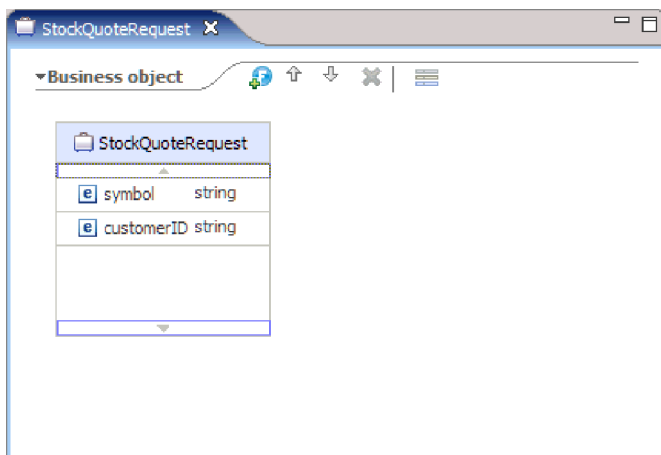 StockQuoteRequest
Business object
StockQuoteRequest
e symbol string
e customerID string